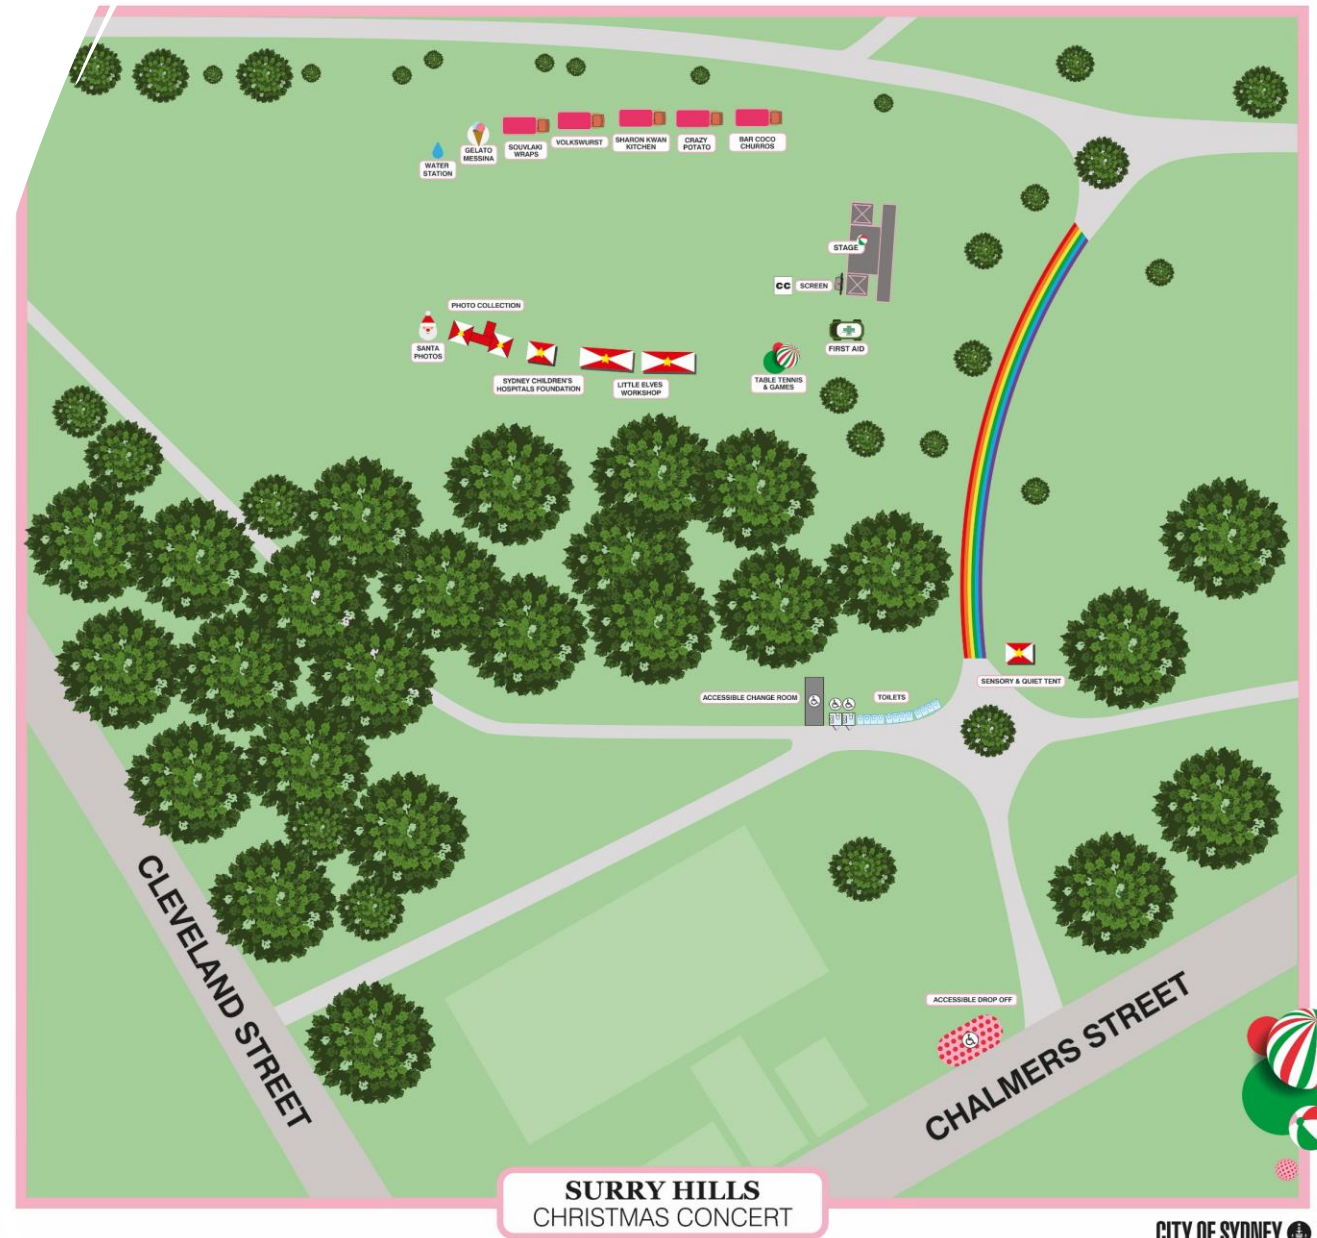 WATER
STATION
GELATO
MESSINA
SOUVLAKI
WRAPS
VOLKSWURST
SHARON KWAN
KITCHEN
CRAZY
POTATO
BAR COCO
CHURROS
STAGE
CC
SCREEN
PHOTO COLLECTION
SANTA
PHOTOS
SYDNEY CHILDREN'S
HOSPITALS FOUNDATION
LITTLE ELVES
WORKSHOP
TABLE TENNIS
& GAMES
FIRST AID
SENSORY & QUIET TENT
ACCESSIBLE CHANGE ROOM
TOILETS
CLEVELAND STREET
ACCESSIBLE DROP OFF
CHALMERS STREET
SURRY HILLS
CHRISTMAS CONCERT
CITY OF SYDNEY